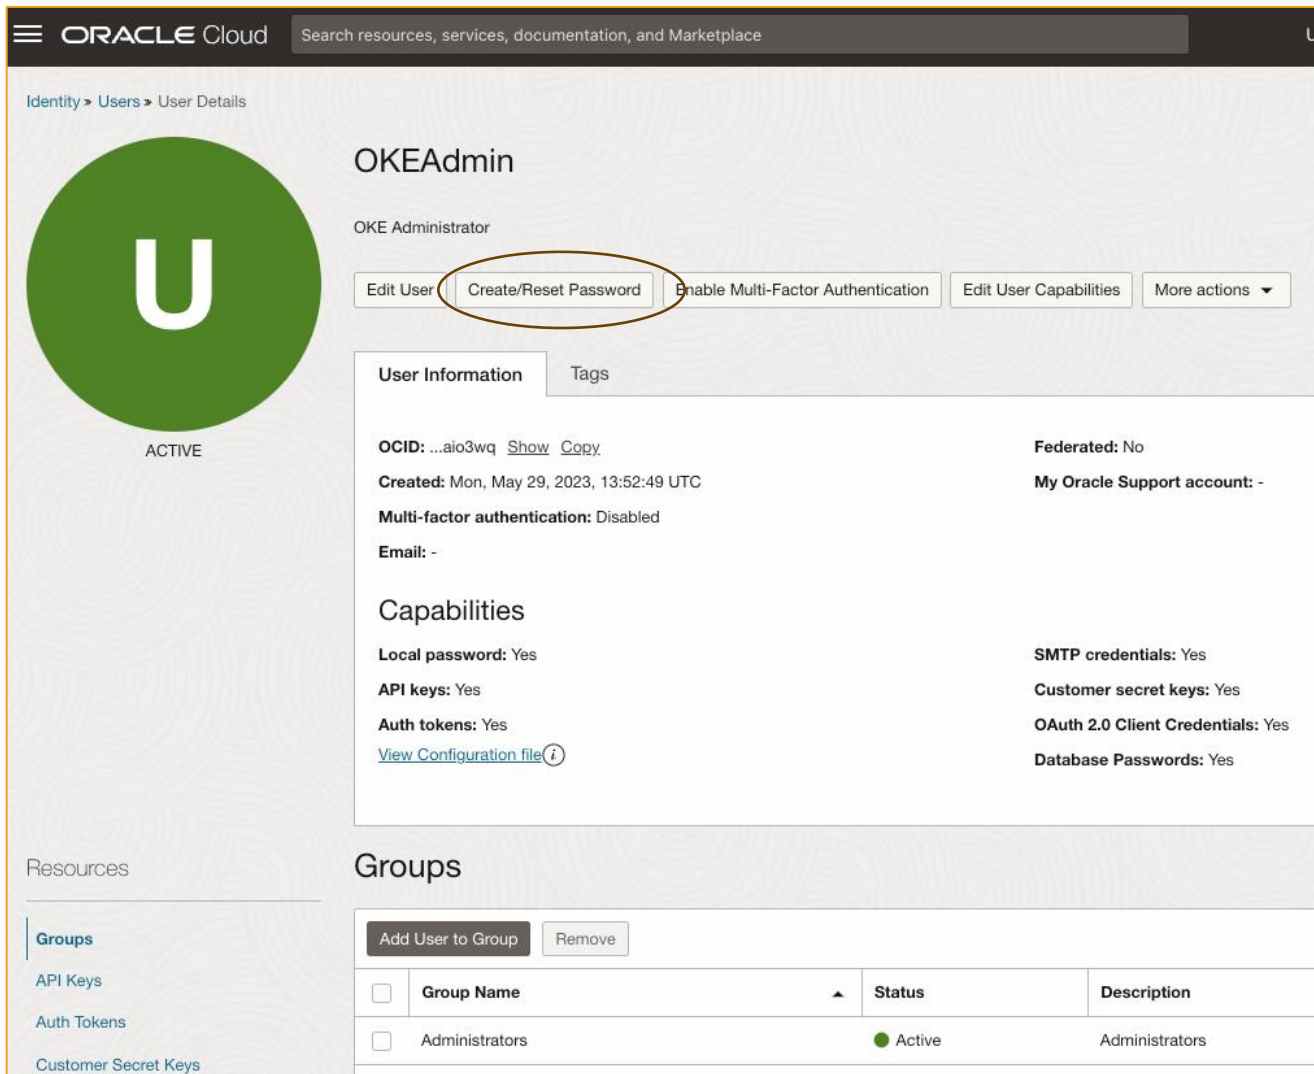 ORACLE Cloud
Search resources, services, documentation, and Marketplace
Identity » Users » User Details
U
ACTIVE
OKEAdmin
OKE Administrator
Edit User Create/Reset Password Enable Multi-Factor Authentication Edit User Capabilities More actions
User Information Tags
OCID: ...aio3wq Show Copy
Created: Mon, May 29, 2023, 13:52:49 UTC
Multi-factor authentication: Disabled
Email: -
Federated: No
My Oracle Support account: -
Capabilities
Local password: Yes
API keys: Yes
Auth tokens: Yes
View Configuration file i
SMTP credentials: Yes
Customer secret keys: Yes
OAuth 2.0 Client Credentials: Yes
Database Passwords: Yes
Resources
Groups
API Keys
Auth Tokens
Customer Secret Keys
Groups
Add User to Group Remove
Group Name Status Description
Administrators Active Administrators